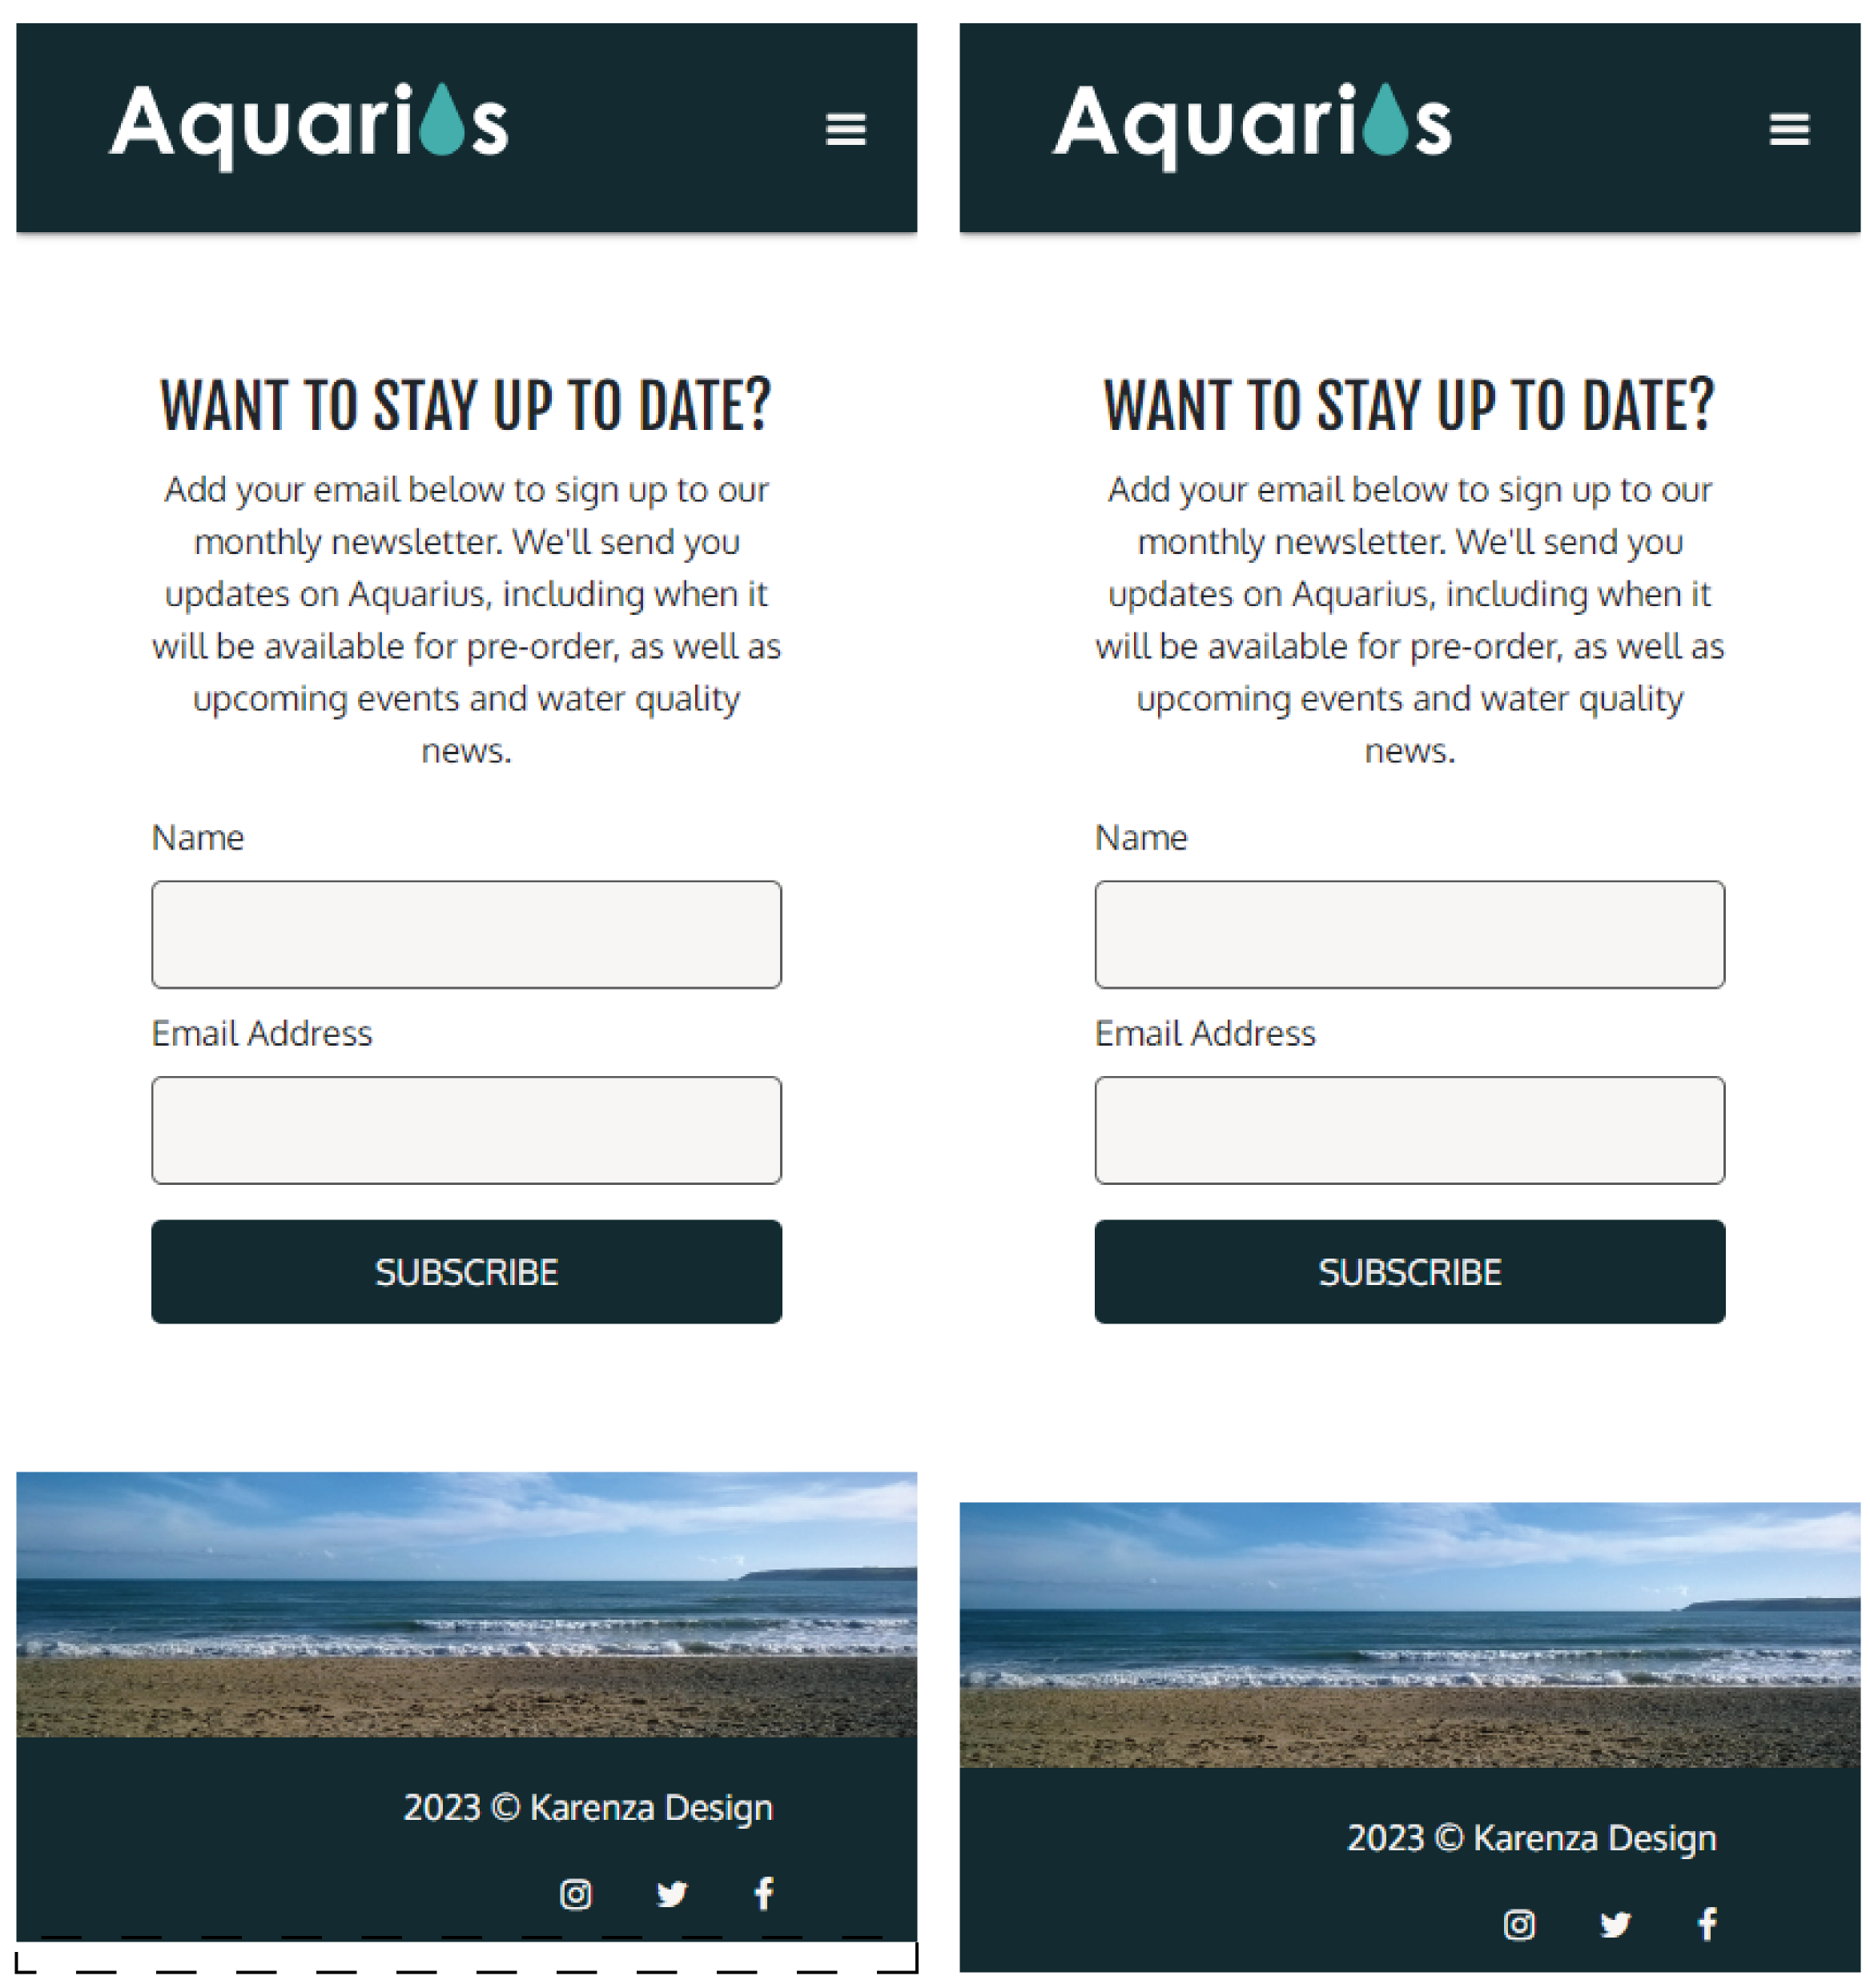 Aquarius
WANT TO STAY UP TO DATE?
Add your email below to sign up to our
monthly newsletter. We'll send you
updates on Aquarius, including when it
will be available for pre-order, as well as
upcoming events and water quality
news.
Name
Email Address
SUBSCRIBE
2023 © Karenza Design
Aquarius
WANT TO STAY UP TO DATE?
Add your email below to sign up to our
monthly newsletter. We'll send you
updates on Aquarius, including when it
will be available for pre-order, as well as
upcoming events and water quality
news.
Name
Email Address
SUBSCRIBE
2023 © Karenza Design